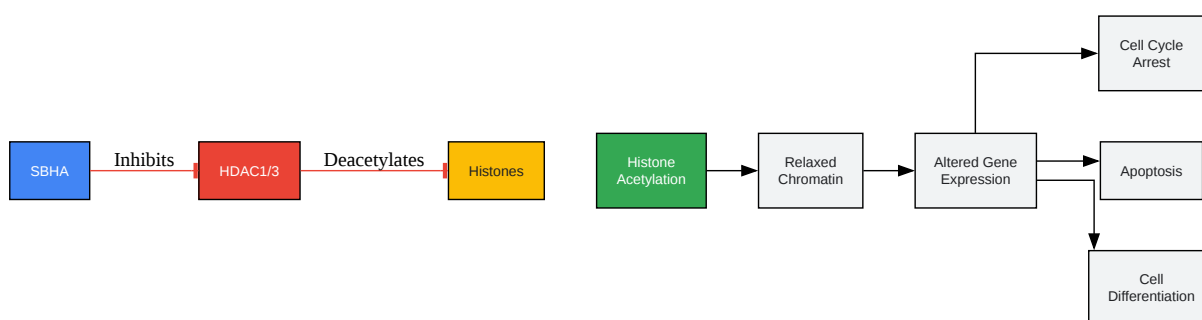 SBHA
Inhibits
HDAC1/3
Deacetylates
Histones
Histone
Acetylation
Relaxed
Chromatin
Altered Gene
Expression
Cell Cycle
Arrest
Apoptosis
Cell
Differentiation